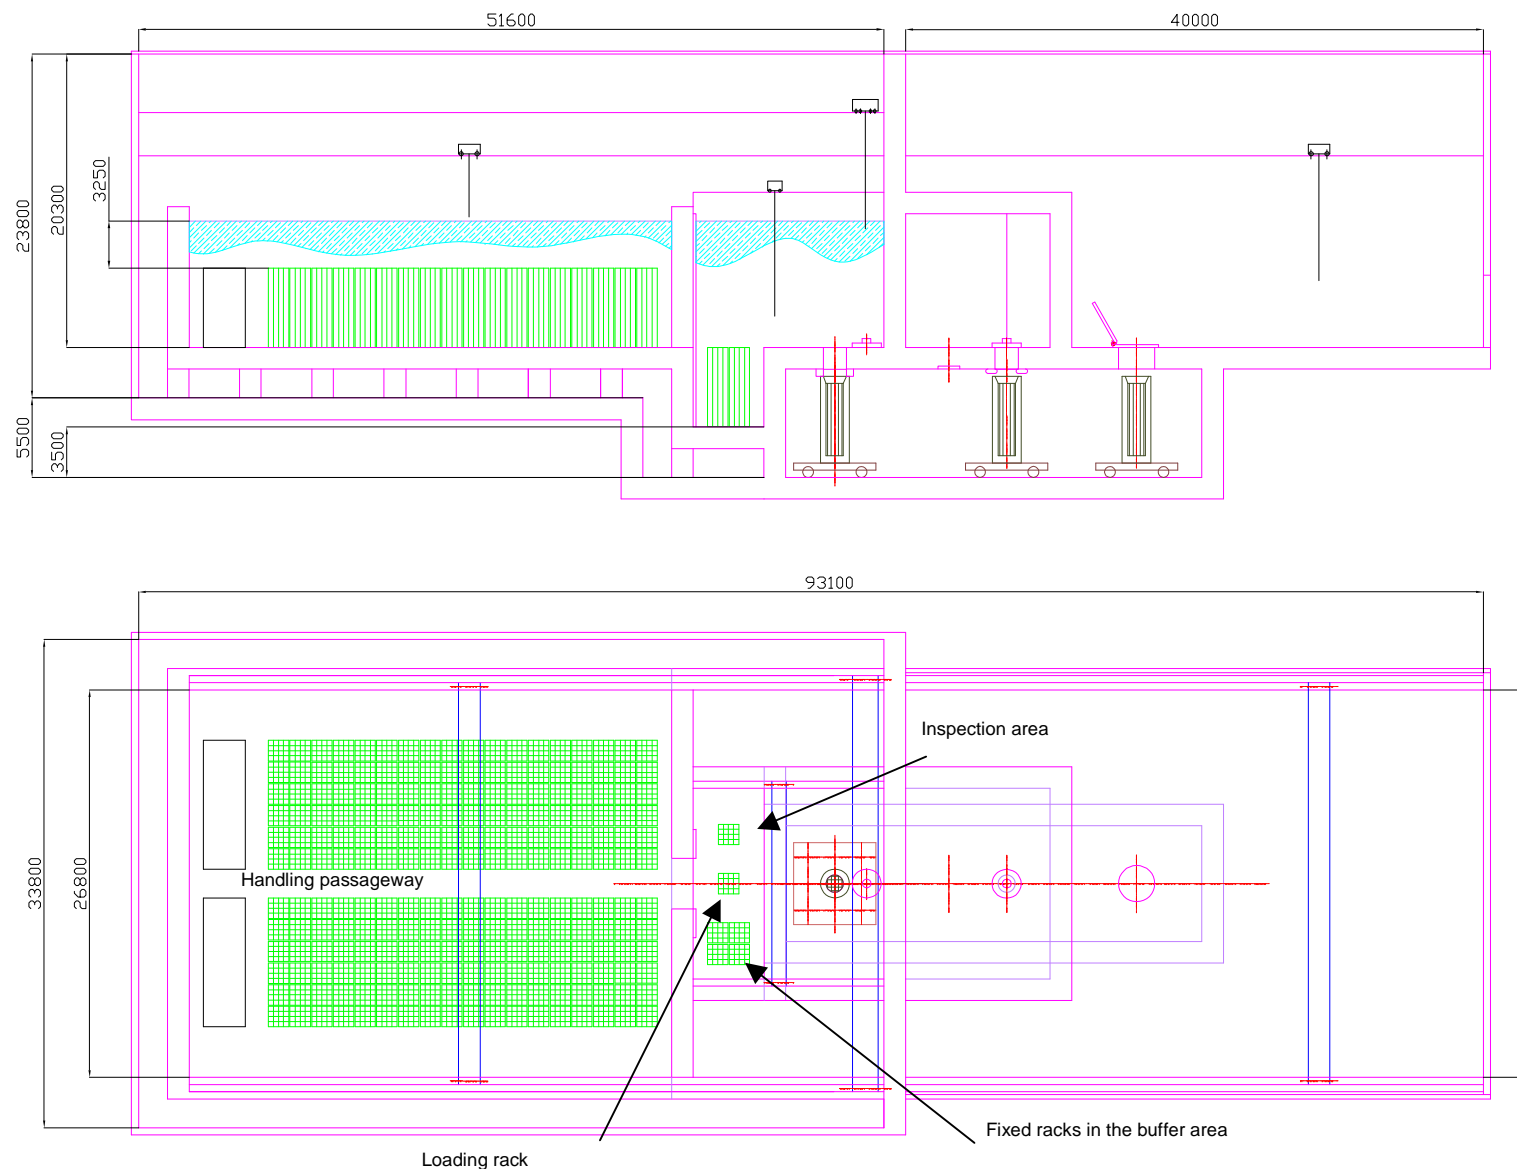 51600
40000
23800
20300
3250
5500
3500
93100
33800
26800
Inspection area
Handling passageway
Fixed racks in the buffer area
Loading rack